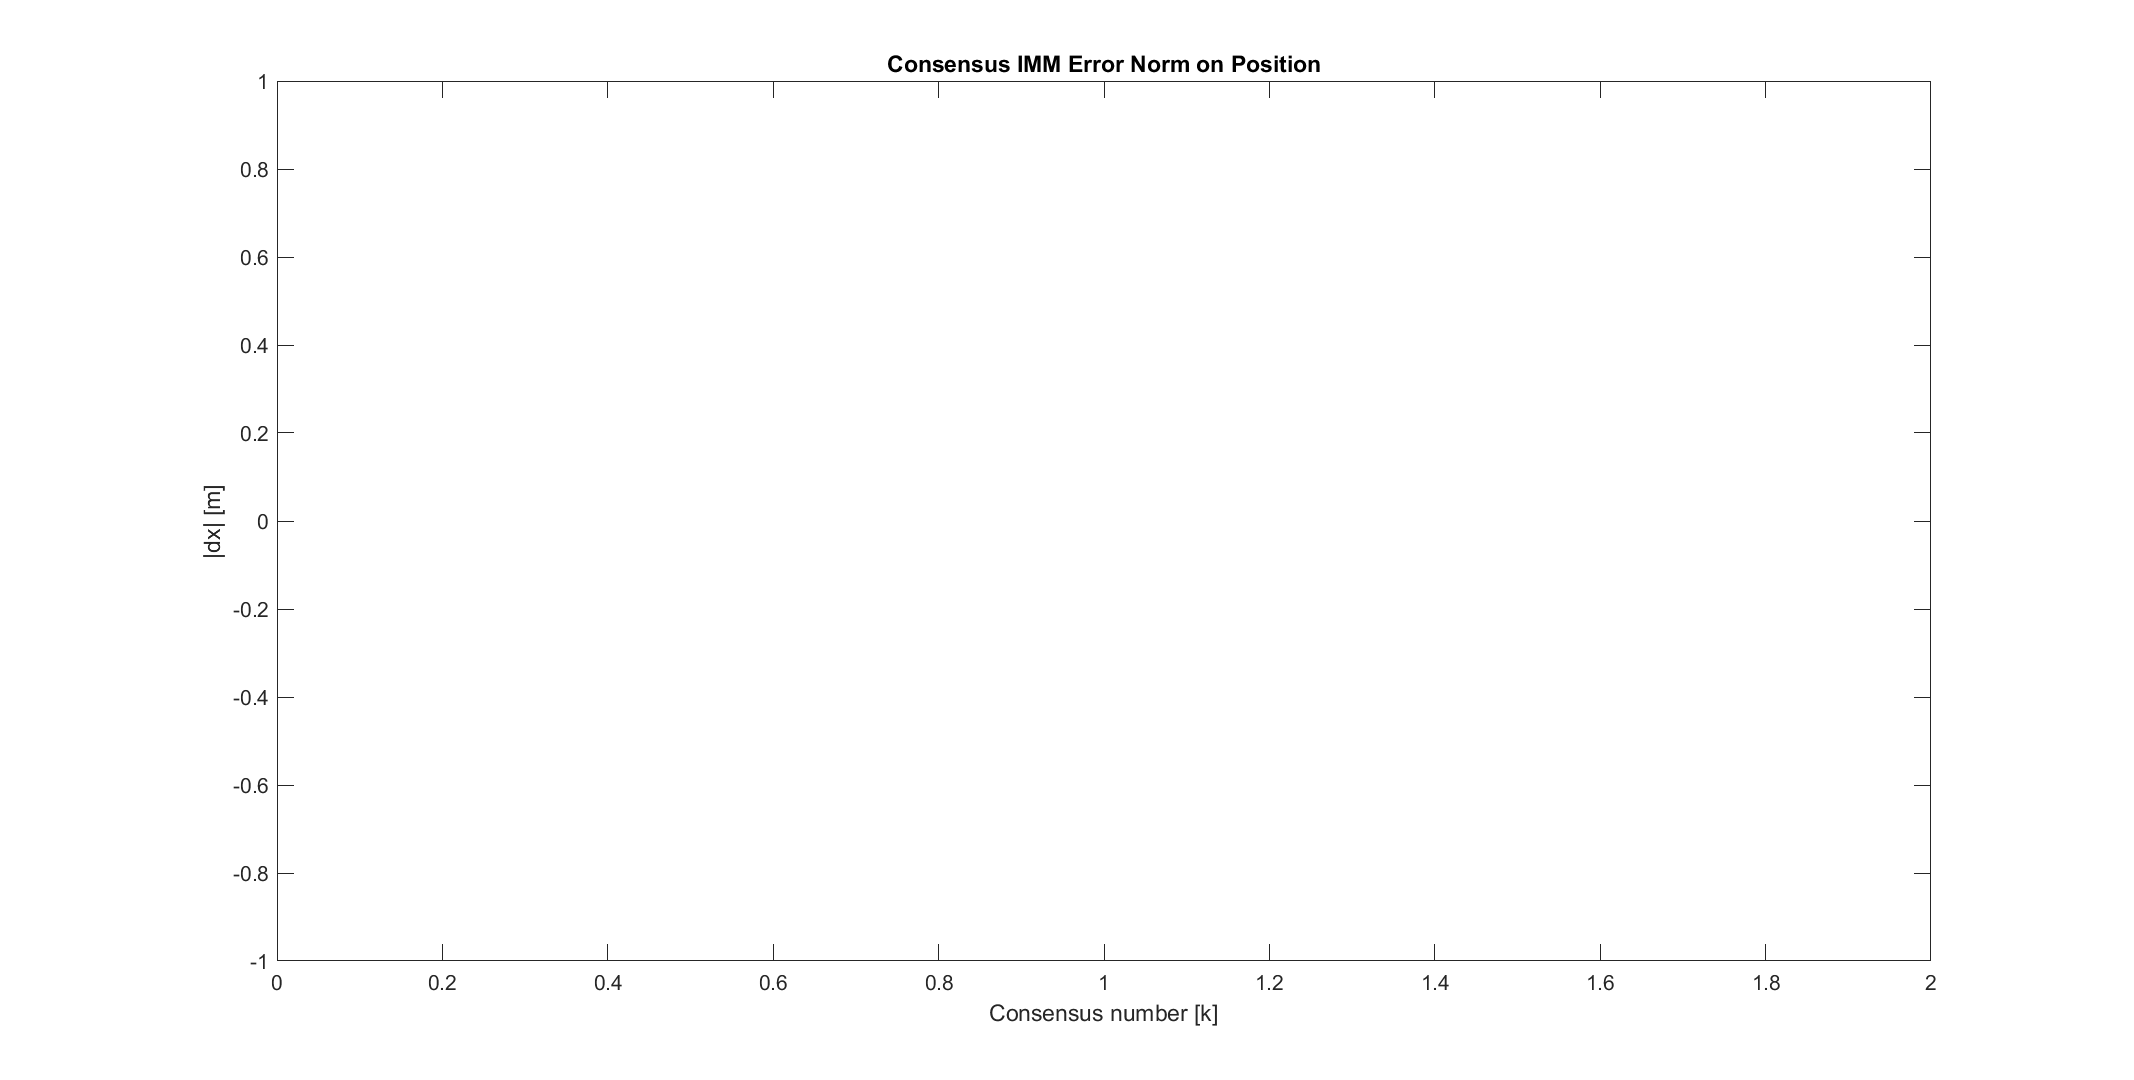 Consensus IMM Error Norm on Position
1
0.8
0.6
0.4
0.2
0
-0.2
-0.4
-0.6
-0.8
-1
|dx| [m]
0 0.2 0.4 0.6 0.8 1 1.2 1.4 1.6 1.8 2
Consensus number [k]